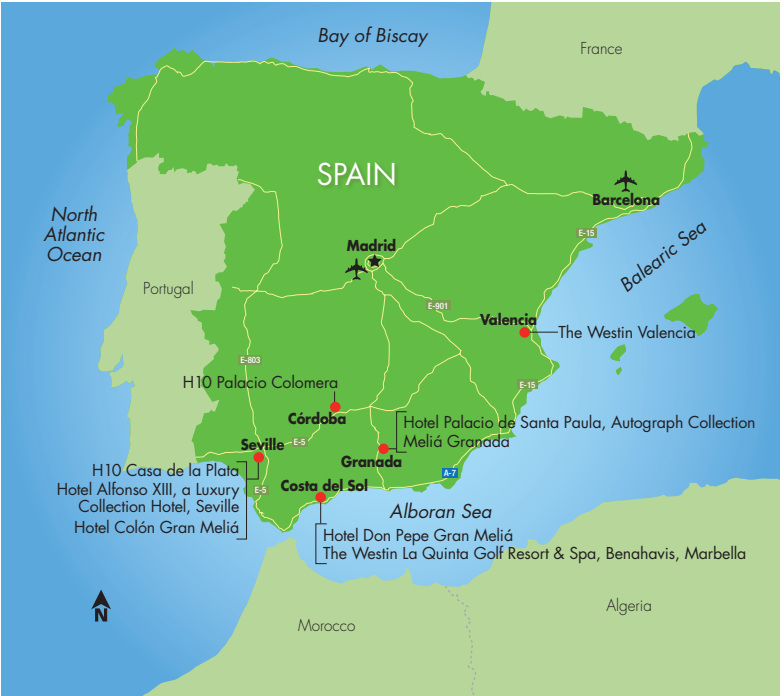 Bay of Biscay
France
SPAIN
Barcelona
North
Atlantic
Ocean
E-15
Balearic Sea
Madrid
Portugal
E-901
Valencia
The Westin Valencia
E-803
H10 Palacio Colomera
E-15
Córdoba
Hotel Palacio de Santa Paula, Autograph Collection
Meliá Granada
E-5
Seville
Granada
H10 Casa de la Plata
Hotel Alfonso XIII, a Luxury
Collection Hotel, Seville
Hotel Colón Gran Meliá
A-7
E-5
Costa del Sol
Alboran Sea
Hotel Don Pepe Gran Meliá
The Westin La Quinta Golf Resort & Spa, Benahavis, Marbella
N
Morocco
Algeria